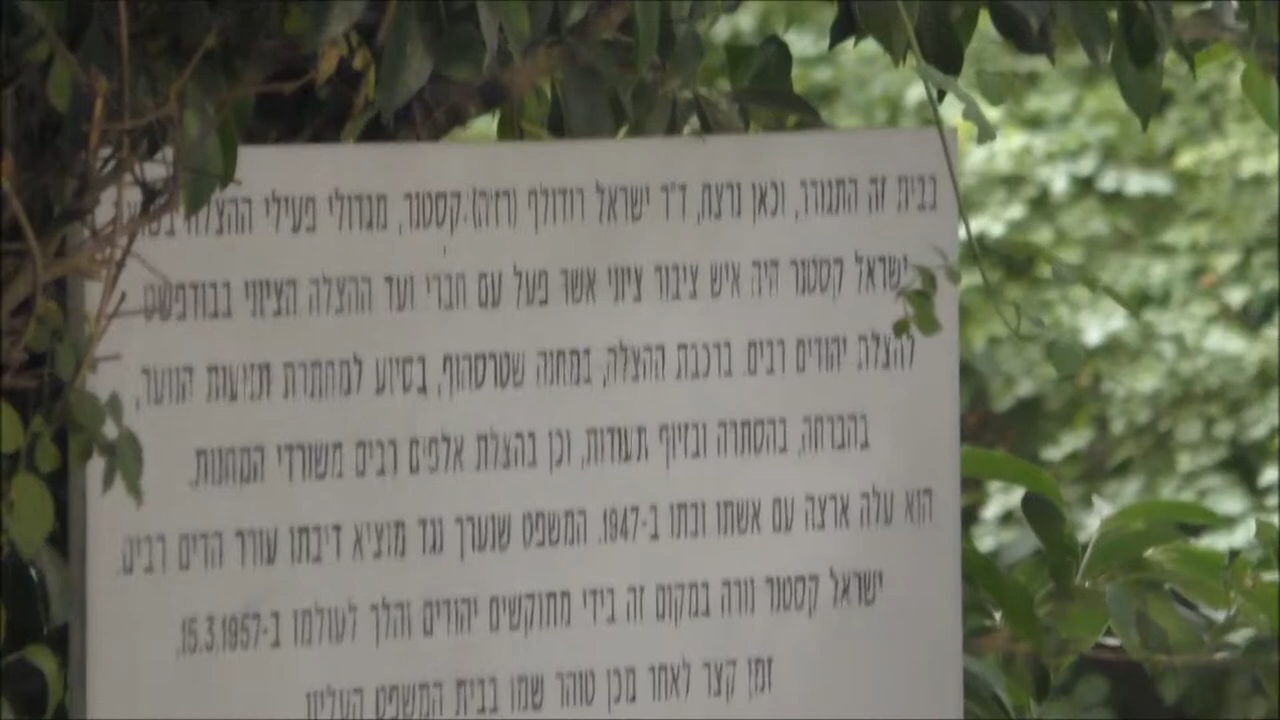 בבית זה התגורר, וכאן נרצח, ד"ר ישראל רודולף (רזיה) קסטנר, מגדולי פעילי ההצלה
ישראל קסטנר היה איש ציבור ציוני אשר פעל עם חברי ועד ההצלה הציוני בבודפשט
להצלת יהודים רבים: ברכבת ההצלה, במחנה שטרסהוף, בסיוע למחתרת תנועות הנוער,
בהברחה, בהסתרה ובזיוף תעודות, וכן בהצלת אלפים רבים משורדי המחנות.
הוא עלה ארצה עם אשתו ובתו ב-1947. המשפט שנערך נגד מוציא דיבתו עורר הדים רבים.
ישראל קסטנר נורה במקום זה בידי מתנקשים יהודים והלך לעולמו ב-15.3.1957.
זמן קצר לאחר מכן טוהר שמו בבית המשפט העליון